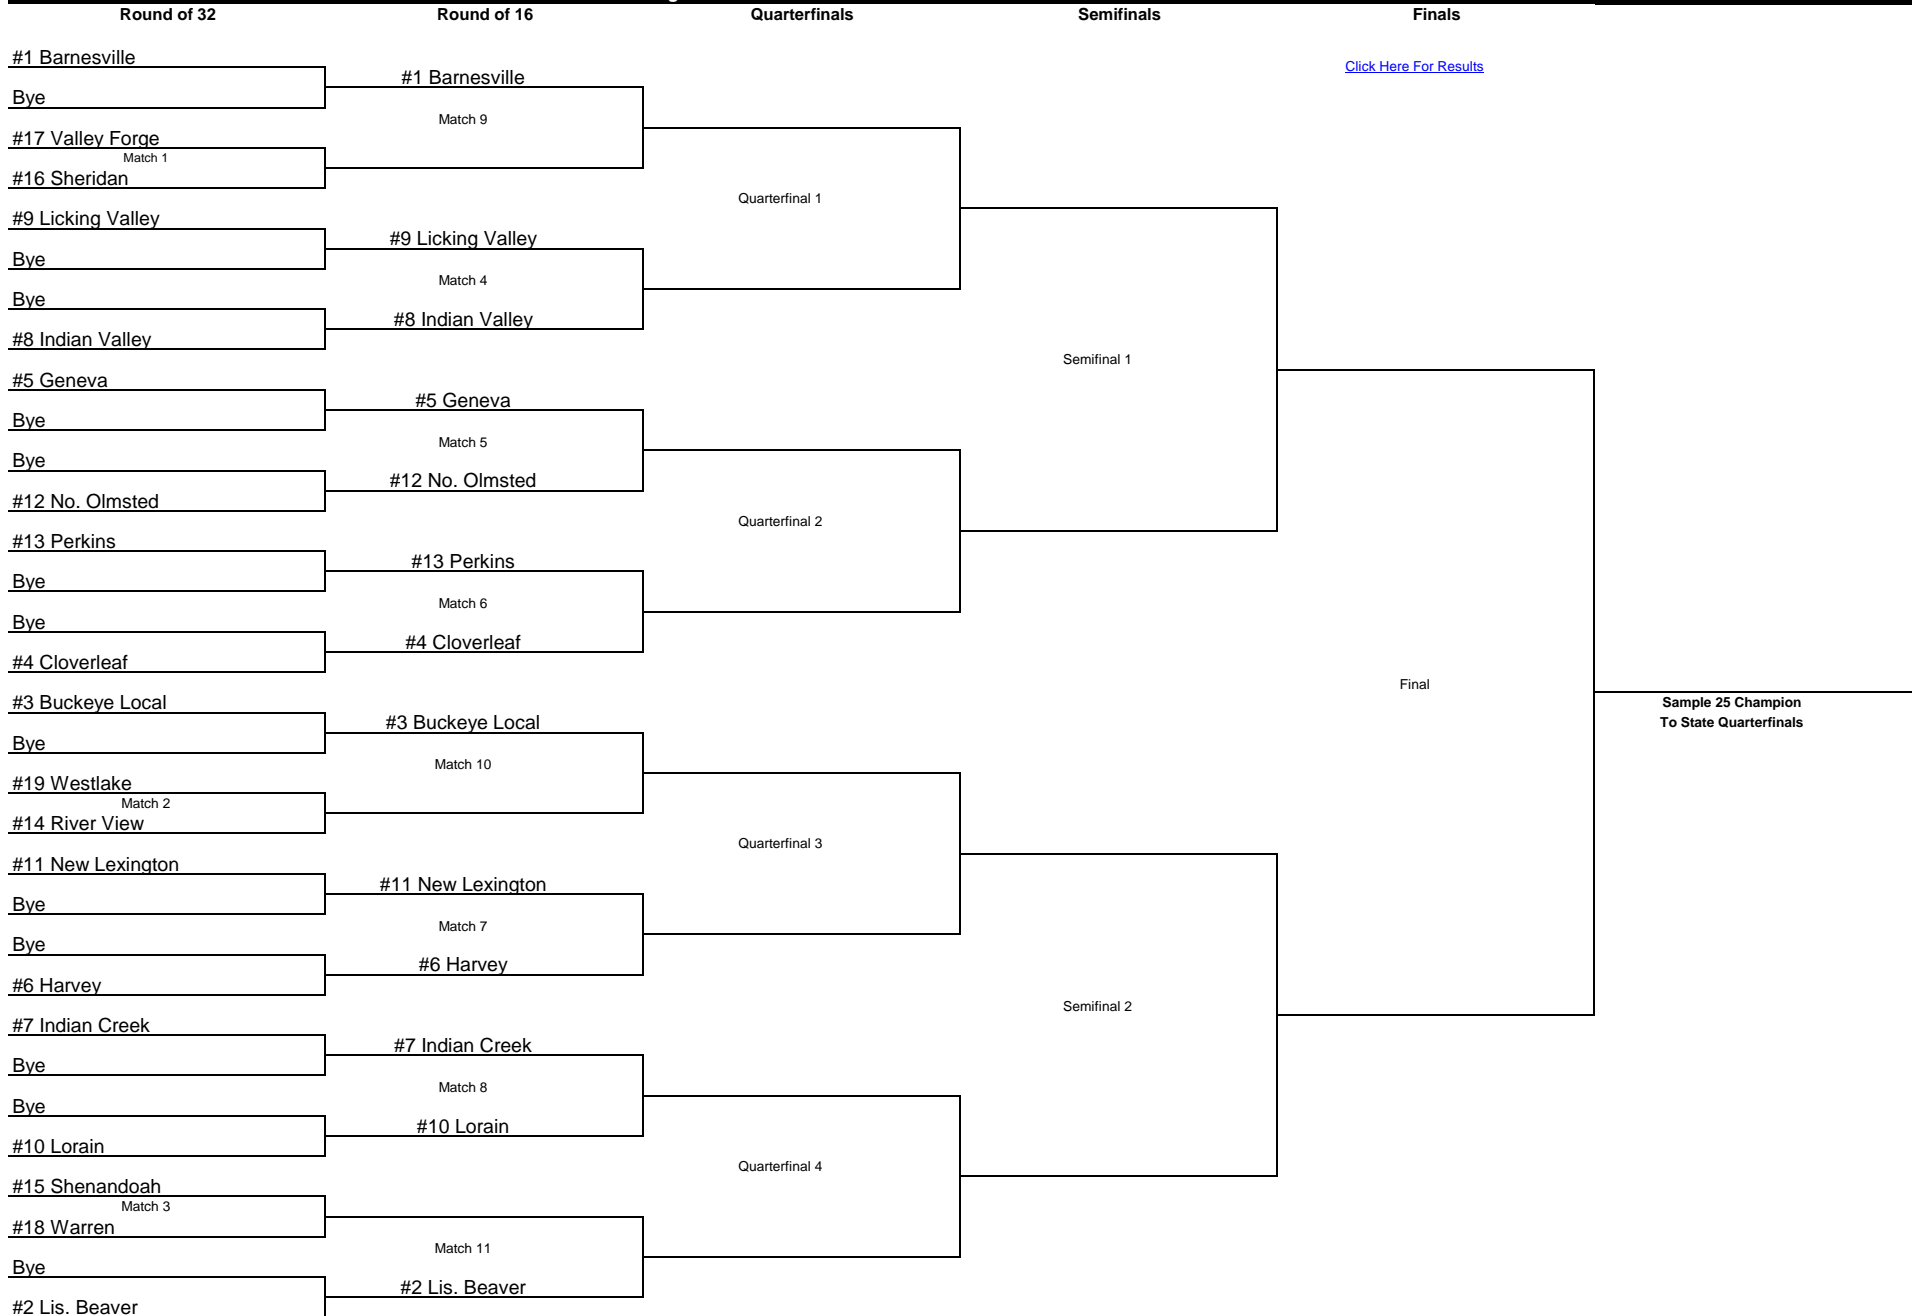 Round of 32
Round of 16
Quarterfinals
Semifinals
Finals
Click Here For Results
#1 Barnesville
Bye
#17 Valley Forge
Match 1
#16 Sheridan
#9 Licking Valley
Bye
Bye
#8 Indian Valley
#5 Geneva
Bye
Bye
#12 No. Olmsted
#13 Perkins
Bye
Bye
#4 Cloverleaf
#3 Buckeye Local
Bye
#19 Westlake
Match 2
#14 River View
#11 New Lexington
Bye
Bye
#6 Harvey
#7 Indian Creek
Bye
Bye
#10 Lorain
#15 Shenandoah
Match 3
#18 Warren
Bye
#2 Lis. Beaver
#1 Barnesville
Match 9
#9 Licking Valley
Match 4
#8 Indian Valley
#5 Geneva
Match 5
#12 No. Olmsted
#13 Perkins
Match 6
#4 Cloverleaf
#3 Buckeye Local
Match 10
#11 New Lexington
Match 7
#6 Harvey
#7 Indian Creek
Match 8
#10 Lorain
Match 11
#2 Lis. Beaver
Quarterfinal 1
Quarterfinal 2
Quarterfinal 3
Quarterfinal 4
Semifinal 1
Semifinal 2
Final
Sample 25 Champion
To State Quarterfinals